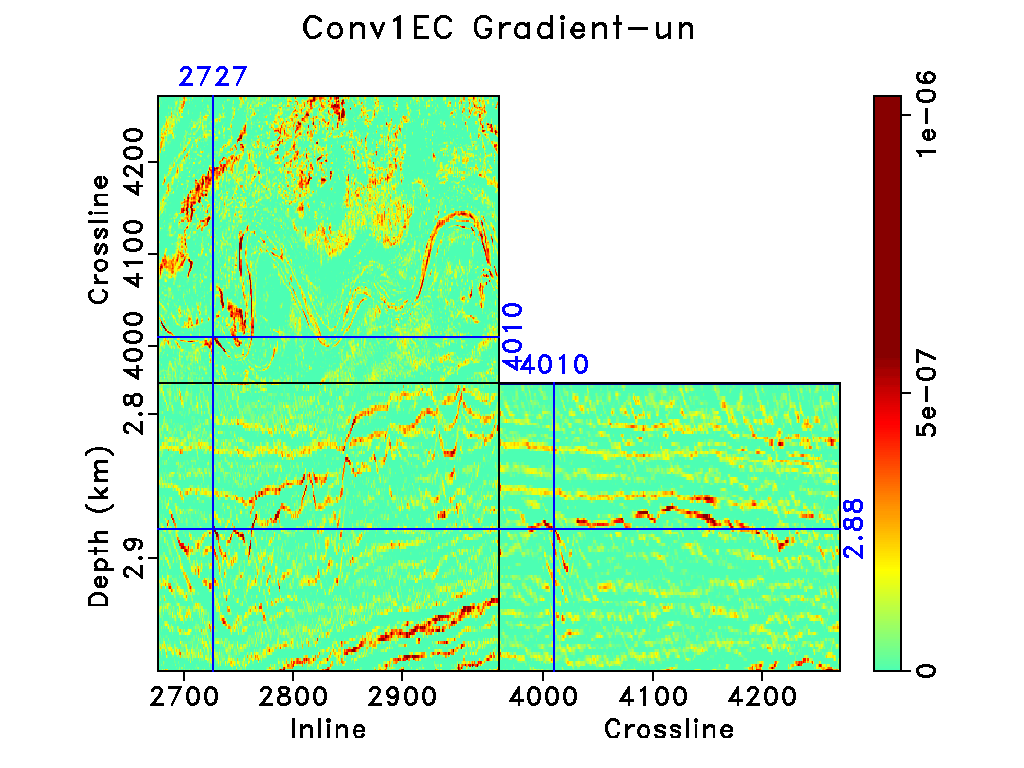 Conv1EC Gradient-un
2727
1e-06
4200
4100
4000
Crossline
4010
4010
5e-07
2.8
2.9
Depth (km)
2.88
0
2700 2800 2900 4000 4100 4200
Inline Crossline